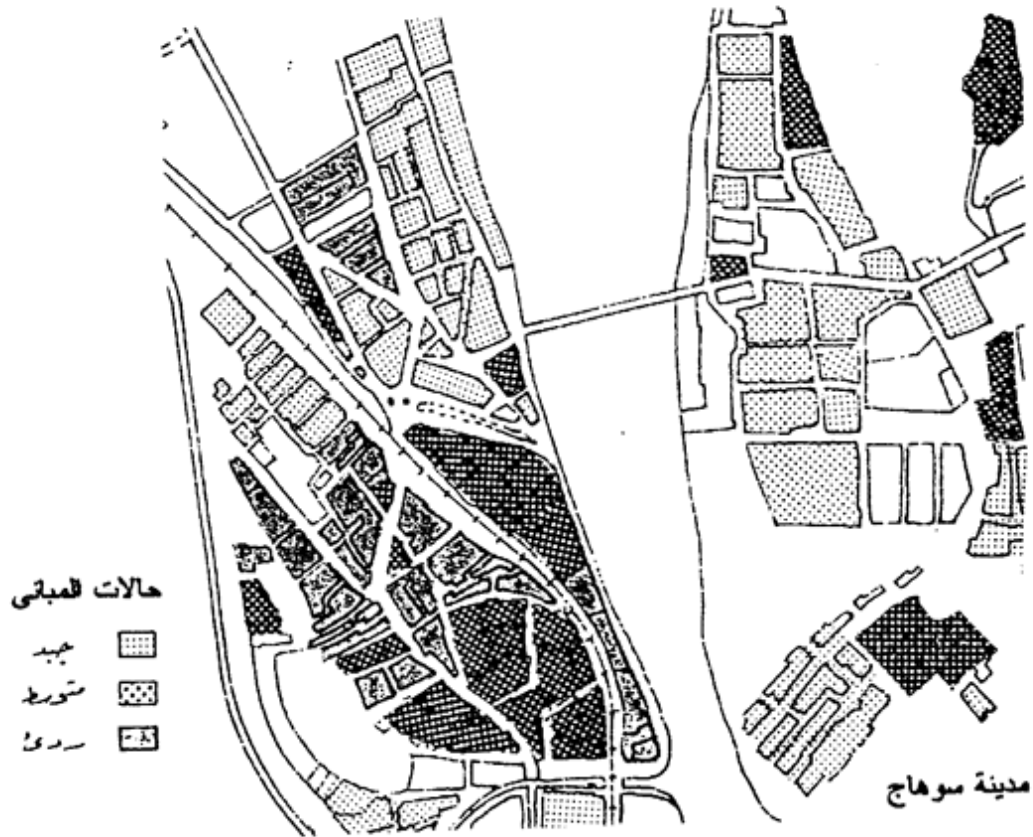 حالات المبانى
جيد
متوسط
ردئ
مدينة سوهاج